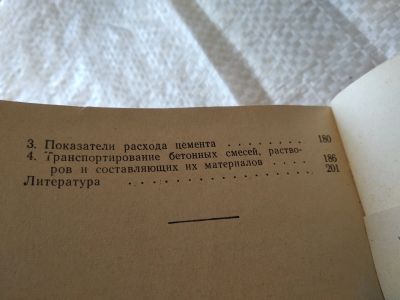 3. Показатели расхода цемента . . . . . . . . 180
4. Транспортирование бетонных смесей, раство-
ров и составляющих их материалов . . . . 186
Литература . . . . . . . . . . . . . . 201